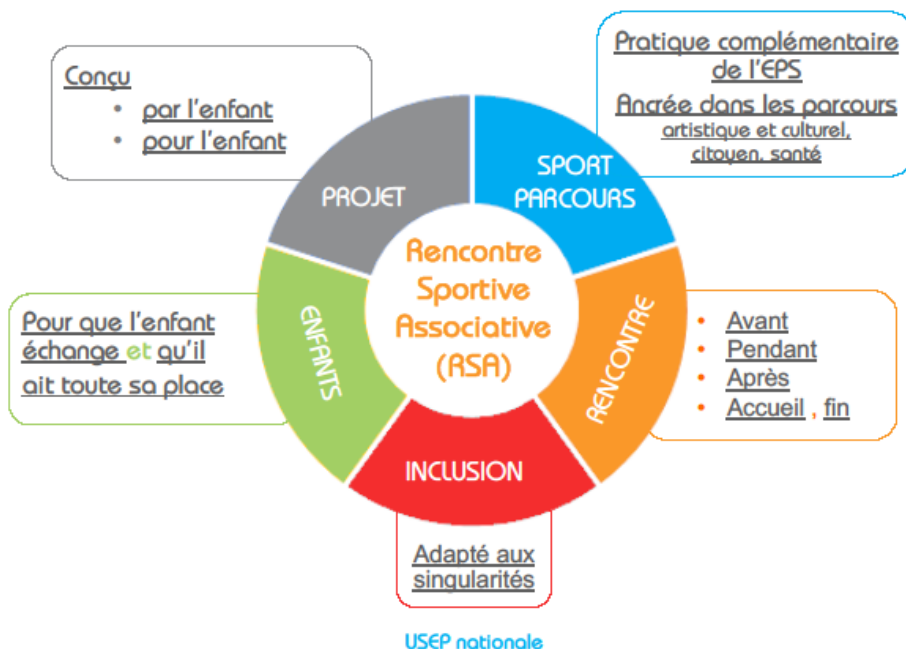 Conçu
• par l'enfant
• pour l'enfant
Pratique complémentaire
de l'EPS
Ancrée dans les parcours
artistique et culturel,
citoyen, santé
PROJET
SPORT
PARCOURS
Rencontre
Sportive
Associative
(RSA)
ENFANTS
RENCONTRE
INCLUSION
Pour que l'enfant
échange et qu'il
ait toute sa place
• Avant
• Pendant
• Après
• Accueil , fin
Adapté aux
singularités
USEP nationale